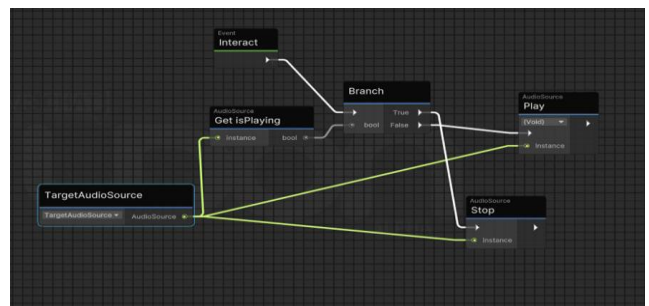 Event
Interact
Branch
True
bool False
AudioSource
Get isPlaying
instance bool
AudioSource
Play
(Void)
instance
TargetAudioSource
TargetAudioSource AudioSource
AudioSource
Stop
instance